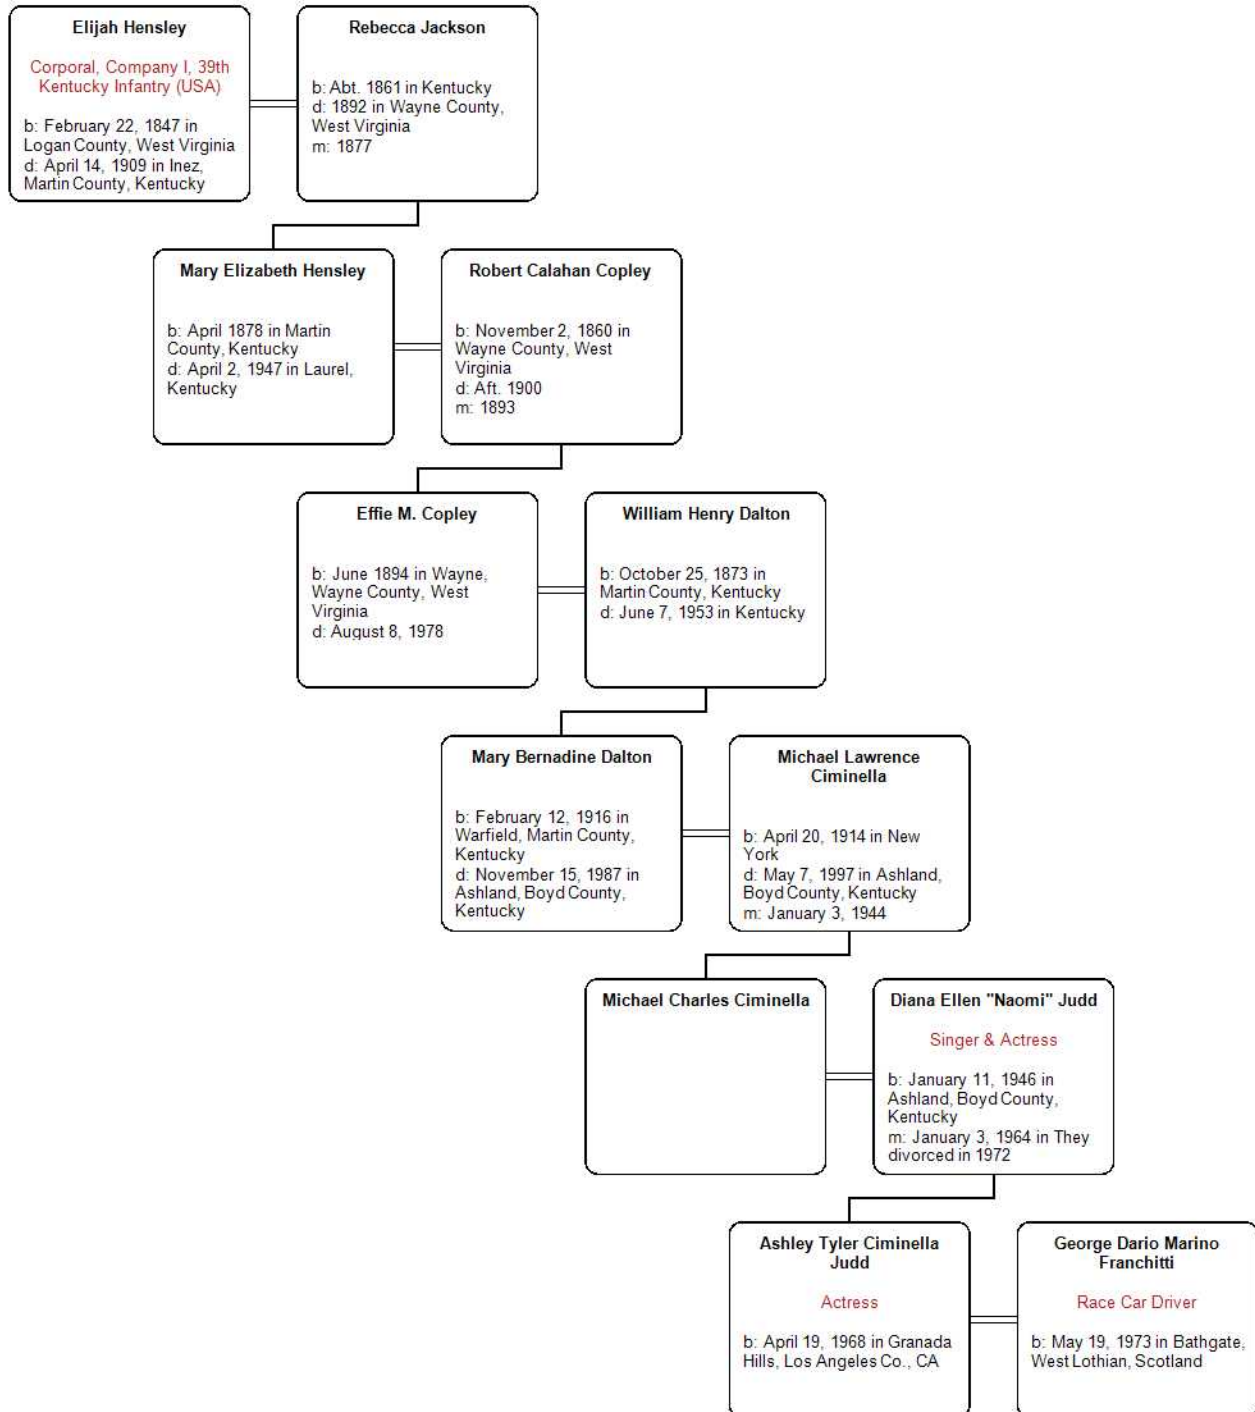 Elijah Hensley
Corporal, Company I, 39th
Kentucky Infantry (USA)
b: February 22, 1847 in
Logan County, West Virginia
d: April 14, 1909 in Inez,
Martin County, Kentucky
Rebecca Jackson
b: Abt. 1861 in Kentucky
d: 1892 in Wayne County,
West Virginia
m: 1877
Mary Elizabeth Hensley
b: April 1878 in Martin
County, Kentucky
d: April 2, 1947 in Laurel,
Kentucky
Robert Calahan Copley
b: November 2, 1860 in
Wayne County, West
Virginia
d: Aft. 1900
m: 1893
Effie M. Copley
b: June 1894 in Wayne,
Wayne County, West
Virginia
d: August 8, 1978
William Henry Dalton
b: October 25, 1873 in
Martin County, Kentucky
d: June 7, 1953 in Kentucky
Mary Bernadine Dalton
b: February 12, 1916 in
Warfield, Martin County,
Kentucky
d: November 15, 1987 in
Ashland, Boyd County,
Kentucky
Michael Lawrence
Ciminella
b: April 20, 1914 in New
York
d: May 7, 1997 in Ashland,
Boyd County, Kentucky
m: January 3, 1944
Michael Charles Ciminella
Diana Ellen "Naomi" Judd
Singer & Actress
b: January 11, 1946 in
Ashland, Boyd County,
Kentucky
m: January 3, 1964 in They
divorced in 1972
Ashley Tyler Ciminella
Judd
Actress
b: April 19, 1968 in Granada
Hills, Los Angeles Co., CA
George Dario Marino
Franchitti
Race Car Driver
b: May 19, 1973 in Bathgate,
West Lothian, Scotland